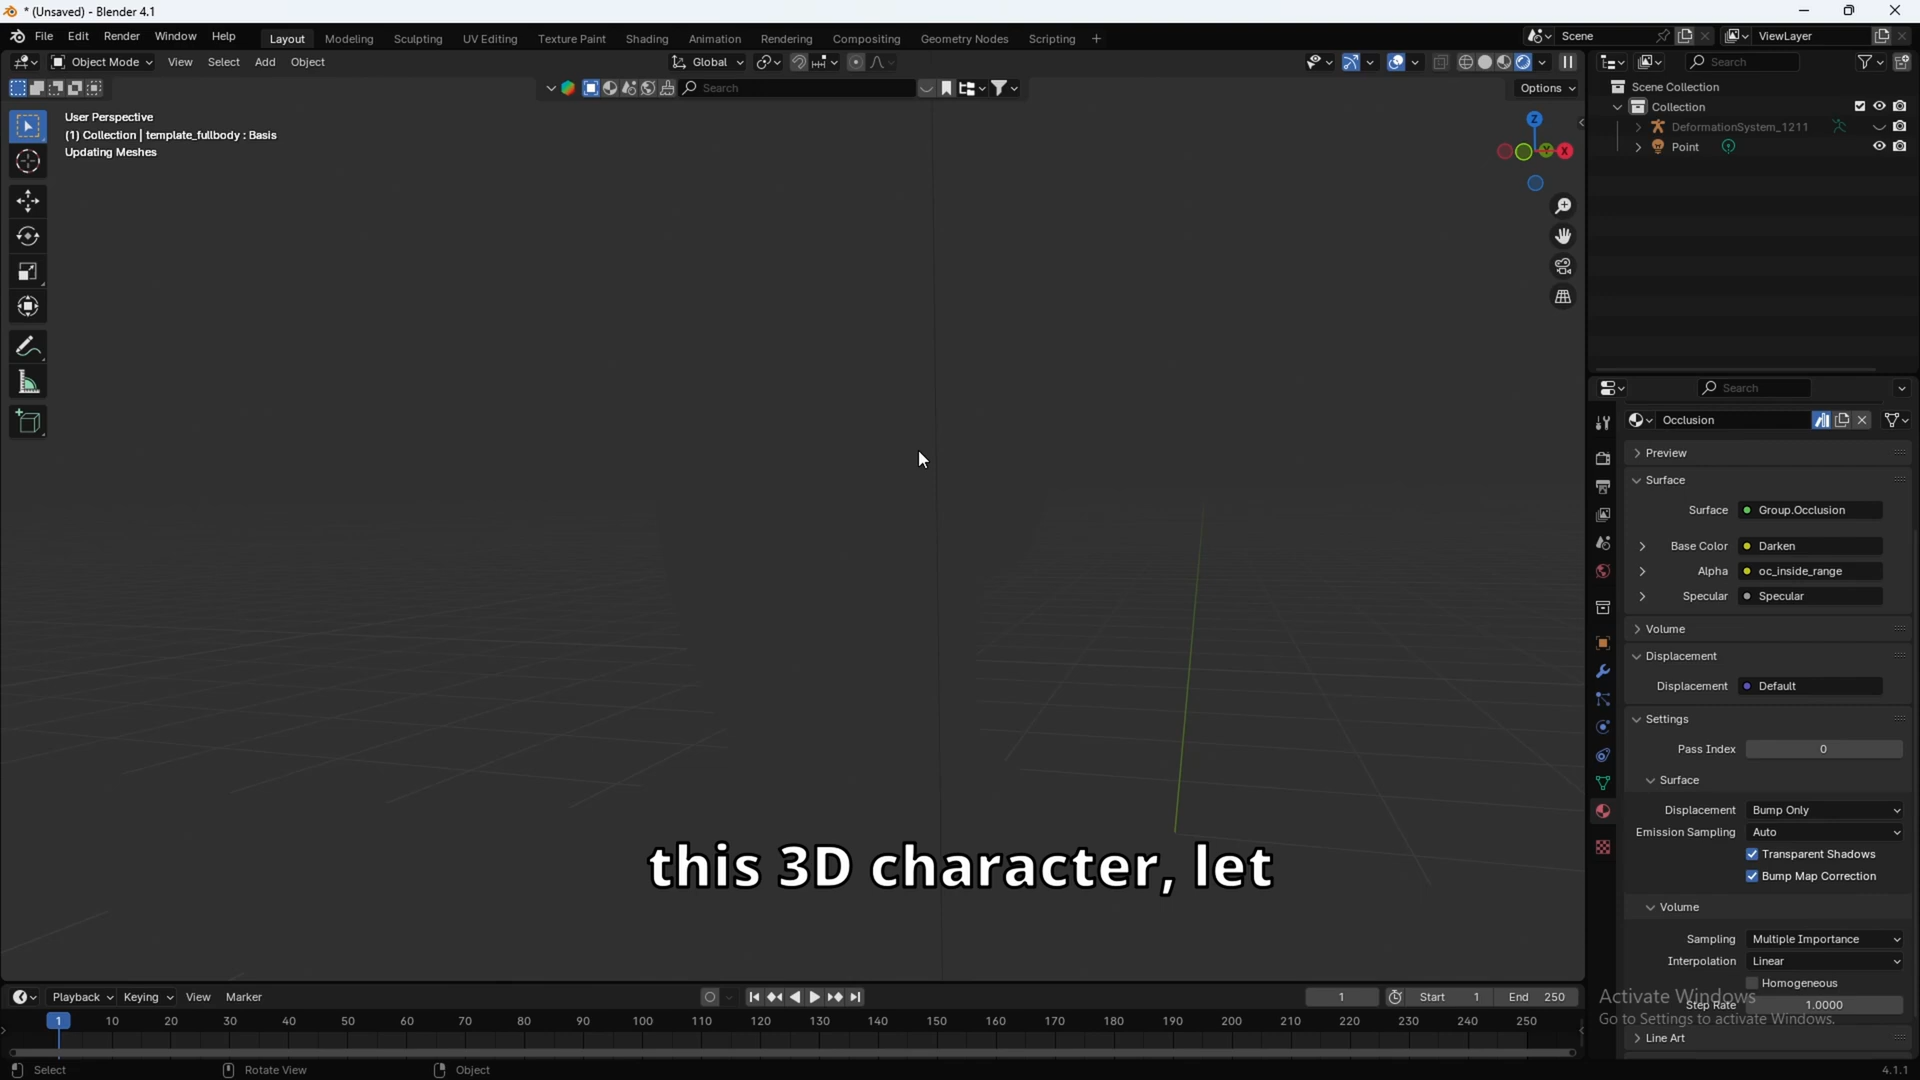 * (Unsaved) - Blender 4.1
File Edit Render Window Help Layout Modeling Sculpting UV Editing Texture Paint Shading Animation Rendering Compositing Geometry Nodes Scripting + Scene ViewLayer
Object Mode View Select Add Object Global Search
Search Options
User Perspective
(1) Collection | template_fullbody : Basis
Updating Meshes
Z
Y
X
Scene Collection
Collection
DeformationSystem_1211
Point
Search
Occlusion
Preview
Surface
Surface Group.Occlusion
Base Color Darken
Alpha oc_inside_range
Specular Specular
Volume
Displacement
Displacement Default
Settings
Pass Index 0
Surface
Displacement Bump Only
Emission Sampling Auto
Transparent Shadows
Bump Map Correction
Volume
Sampling Multiple Importance
Interpolation Linear
Homogeneous
Step Rate 1.0000
Line Art
Activate Windows
Go to Settings to activate Windows.
this 3D character, let
Playback Keying View Marker 1 Start 1 End 250
1 10 20 30 40 50 60 70 80 90 100 110 120 130 140 150 160 170 180 190 200 210 220 230 240 250
Select Rotate View Object 4.1.1